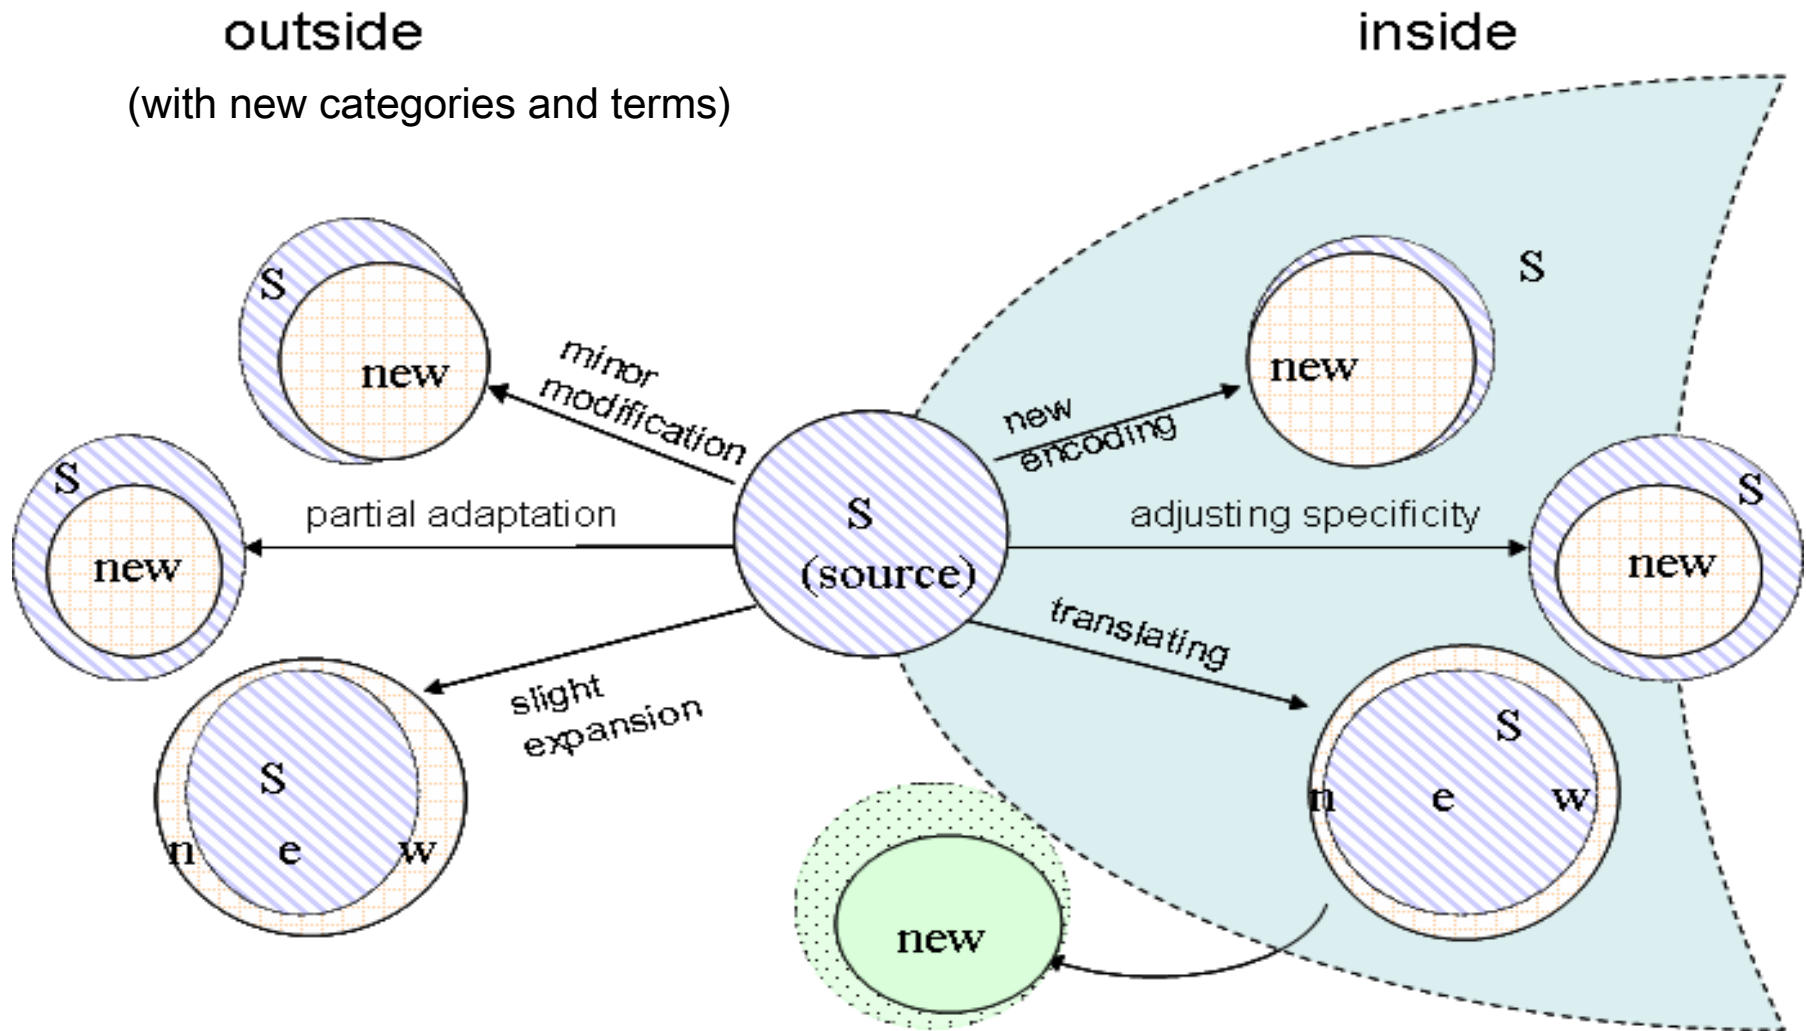 outside
inside
(with new categories and terms)
S
new
minor
modification
new
encoding
S
new
S
new
partial adaptation
S
(source)
adjusting specificity
S
new
slight
expansion
translating
S
n e w
S
n e w
new